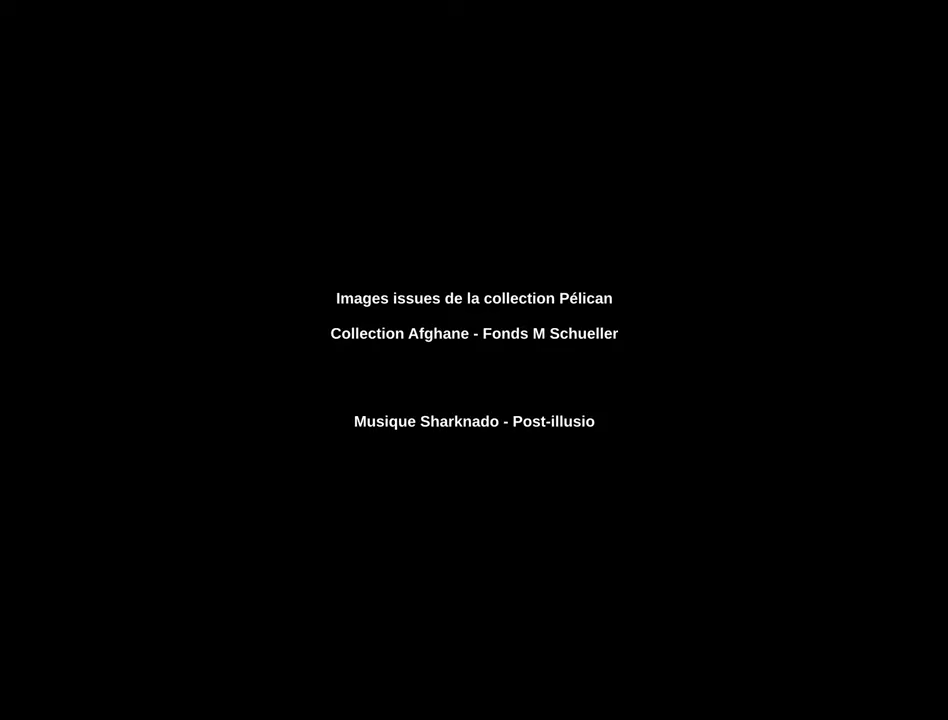 Images issues de la collection Pélican
Collection Afghane - Fonds M Schueller
Musique Sharknado - Post-illusio